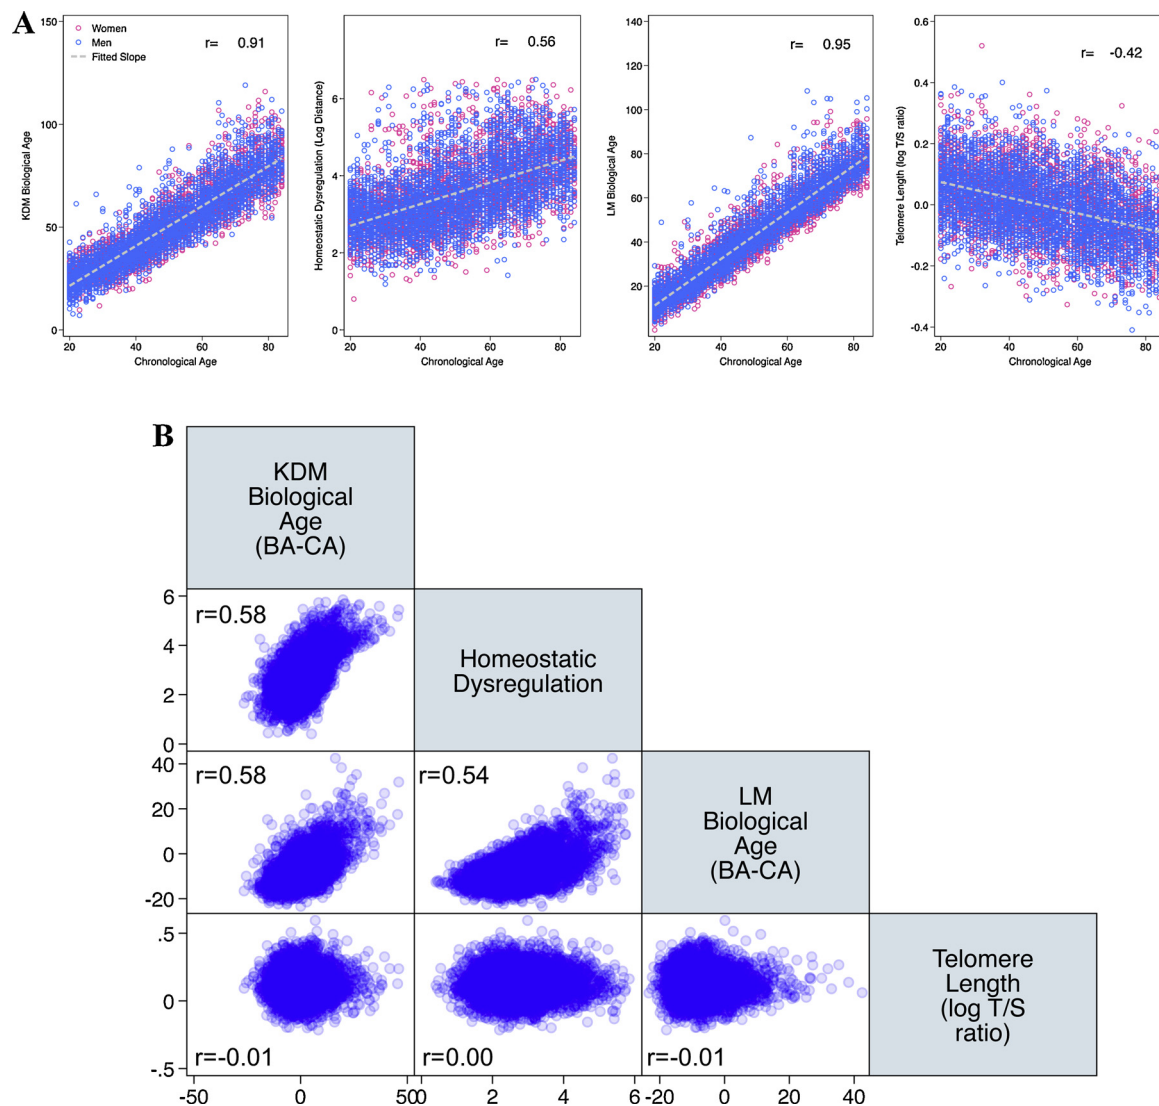 A
Women
Men
Fitted Slope
r= 0.91
KDM Biological Age
150
100
50
0
20 40 60 80
Chronological Age
r= 0.56
Homeostatic Dysregulation (Log Distance)
6
4
2
0
20 40 60 80
Chronological Age
r= 0.95
LM Biological Age
140
120
100
80
60
40
20
20 40 60 80
Chronological Age
r= -0.42
Telomere Length (log T/S ratio)
0.6
0.4
0.2
0.0
-0.2
-0.4
20 40 60 80
Chronological Age
B
KDM
Biological
Age
(BA-CA)
6
4
2
0
r=0.58
Homeostatic
Dysregulation
40
20
0
-20
r=0.58
r=0.54
LM
Biological
Age
(BA-CA)
.5
0
-.5
r=-0.01
r=0.00
r=-0.01
Telomere
Length
(log T/S
ratio)
-50 0 50
0 2 4 6
-20 0 20 40